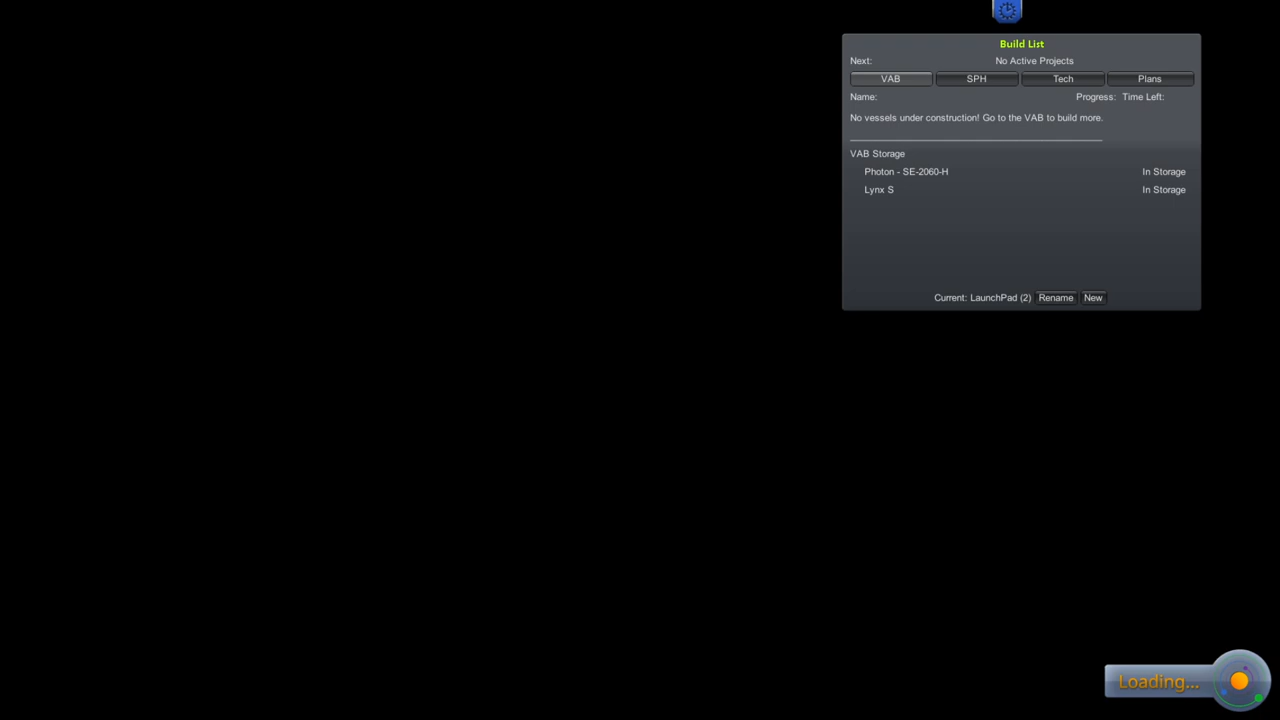 Build List
Next: No Active Projects
VAB SPH Tech Plans
Name: Progress: Time Left:
No vessels under construction! Go to the VAB to build more.
VAB Storage
Photon - SE-2060-H In Storage
Lynx S In Storage
Current: LaunchPad (2) Rename New
Loading...